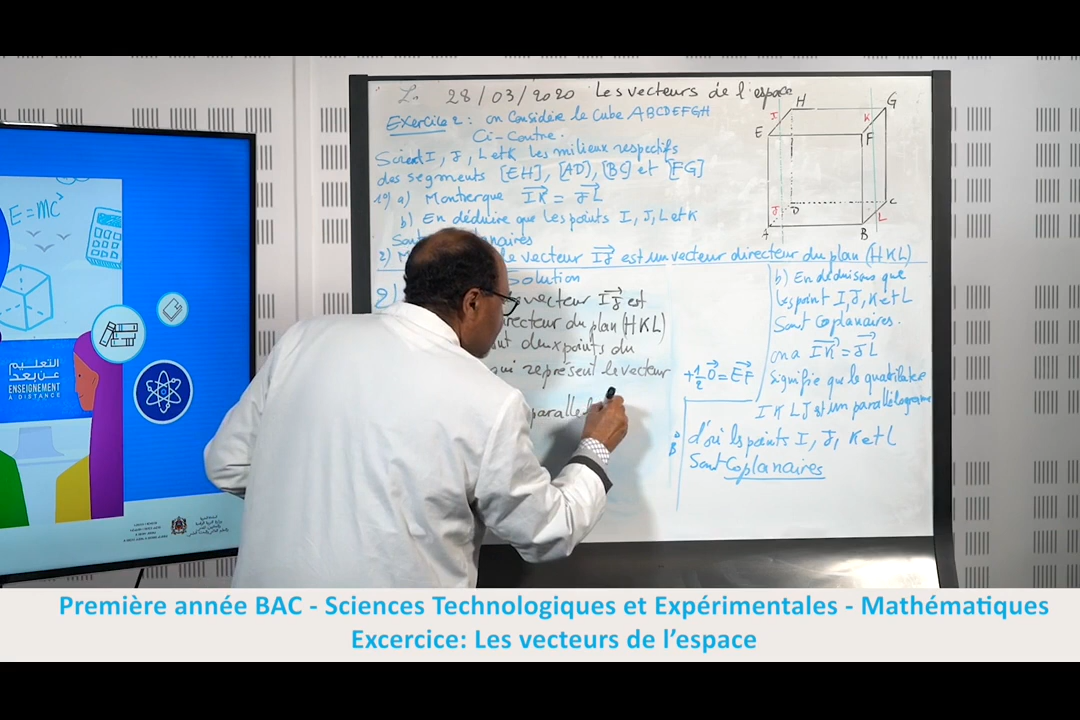 28/03/2020 Les vecteurs de l'espace
Exercice 2: on Considère le Cube ABCDEFGH
Ci-Contre.
Soient I, J, L et K les milieux respectifs
des segments [EH], [AD], [BC] et [FG]
1°) a) Montrer que IK = JL
b) En déduire que les points I, J, L et K
Sont Coplanaires
2) le vecteur IJ est un vecteur directeur du plan (HKL)
Solution
vecteur IJ est
directeur du plan (HKL)
deux points du
qui représent le vecteur
parallel
+1/2 0 = EF
b) En déduisons que
les point I, J, K et L
Sont Coplanaires.
on a IK = JL
Signifie que le quadrilatère
IKLJ est un parallélogramme
d'où les points I, J, K et L
Sont Coplanaires
H
G
I
K
E
F
J
D
C
L
A
B
E=mc²
التعليم
عن بعد
ENSEIGNEMENT
À DISTANCE
Première année BAC - Sciences Technologiques et Expérimentales - Mathématiques
Excercice: Les vecteurs de l'espace